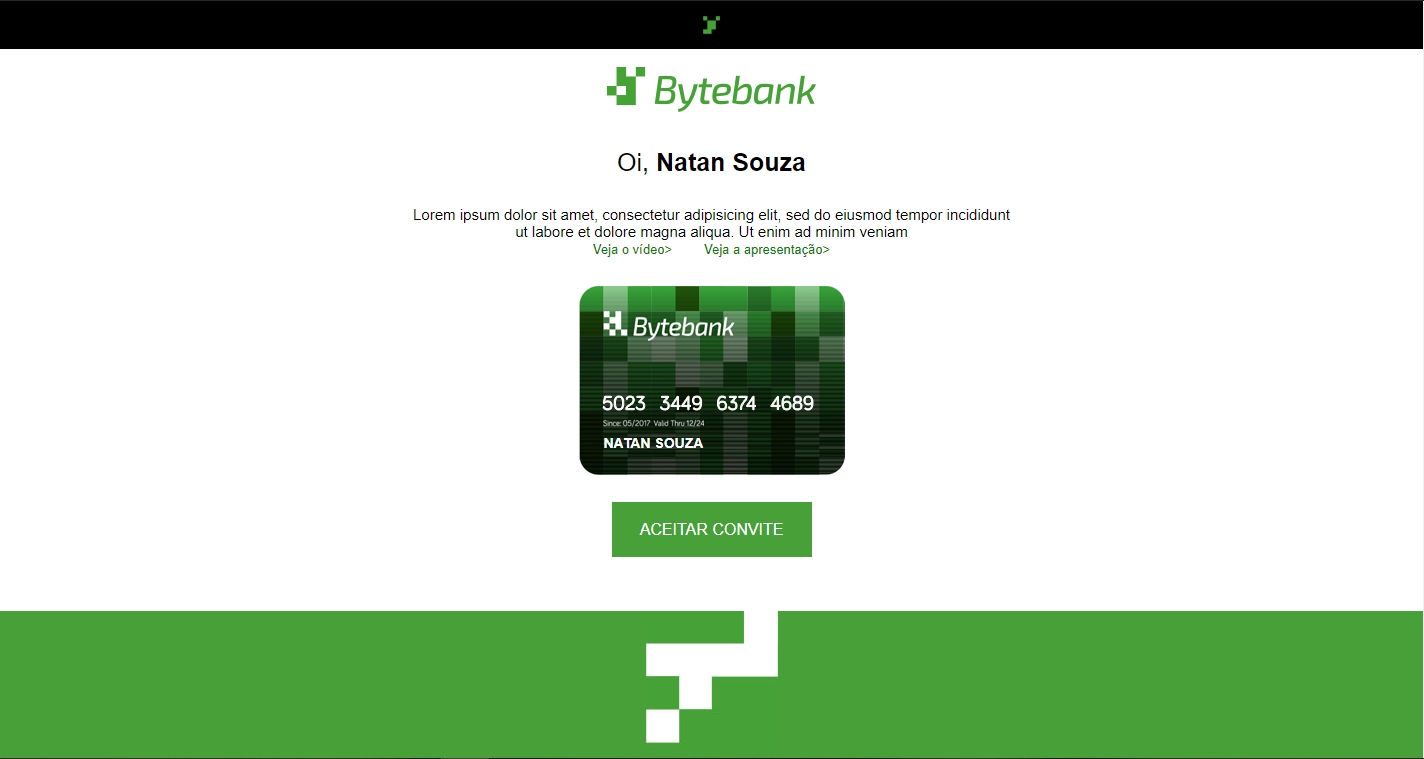 Bytebank
Oi, Natan Souza
Lorem ipsum dolor sit amet, consectetur adipisicing elit, sed do eiusmod tempor incididunt
ut labore et dolore magna aliqua. Ut enim ad minim veniam
Veja o vídeo> Veja a apresentação>
Bytebank
5023 3449 6374 4689
Since: 05/2017 Valid Thru 12/24
NATAN SOUZA
ACEITAR CONVITE